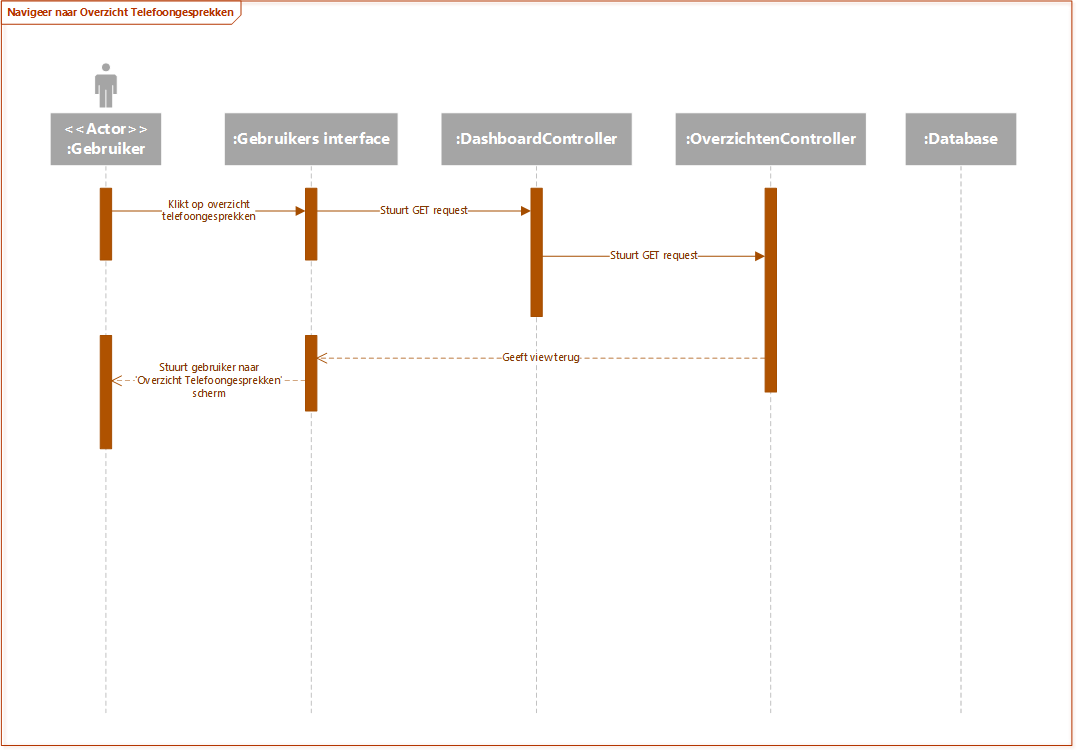 Navigeer naar Overzicht Telefoongesprekken
<<Actor>>
:Gebruiker
:Gebruikers interface
:DashboardController
:OverzichtenController
:Database
Klikt op overzicht
telefoongesprekken
Stuurt GET request
Stuurt GET request
Geeft view terug
Stuurt gebruiker naar
'Overzicht Telefoongesprekken'
scherm